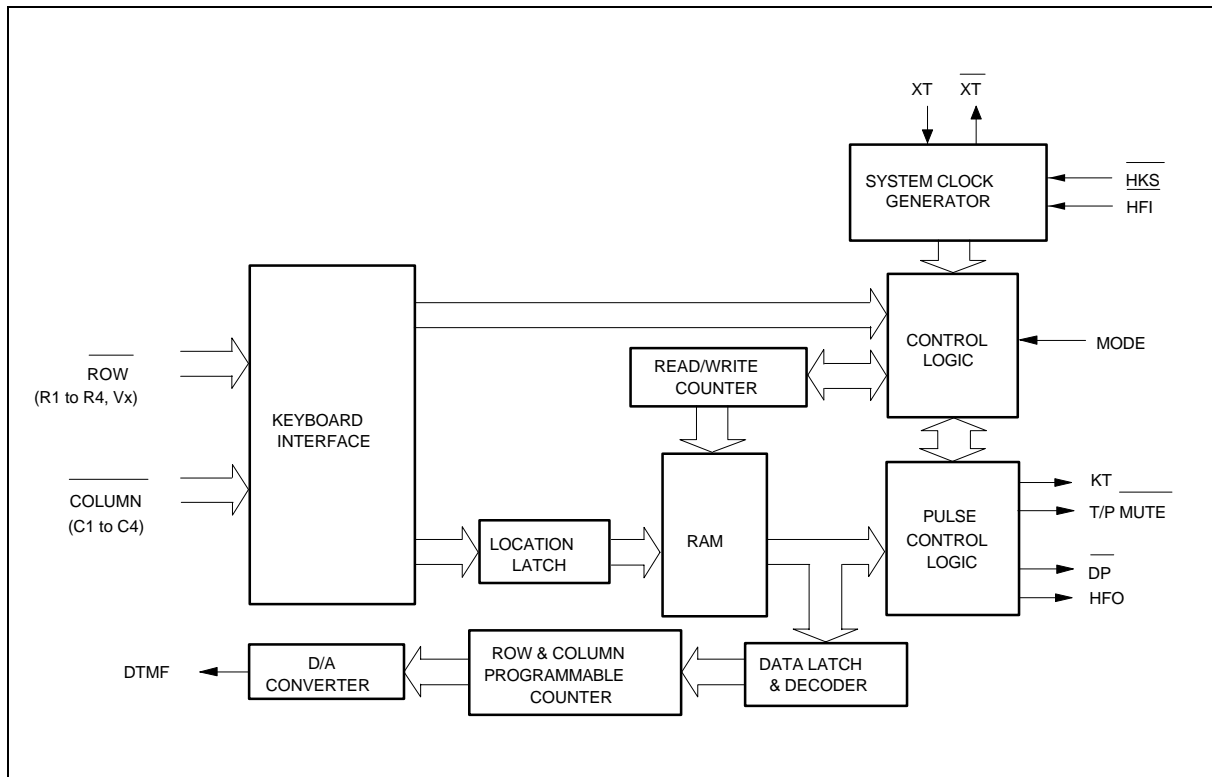 XT XT
SYSTEM CLOCK
GENERATOR
HKS
HFI
ROW
(R1 to R4, Vx)
COLUMN
(C1 to C4)
KEYBOARD
INTERFACE
READ/WRITE
COUNTER
CONTROL
LOGIC
MODE
LOCATION
LATCH
RAM
PULSE
CONTROL
LOGIC
KT
T/P MUTE
DP
HFO
DTMF
D/A
CONVERTER
ROW & COLUMN
PROGRAMMABLE
COUNTER
DATA LATCH
& DECODER